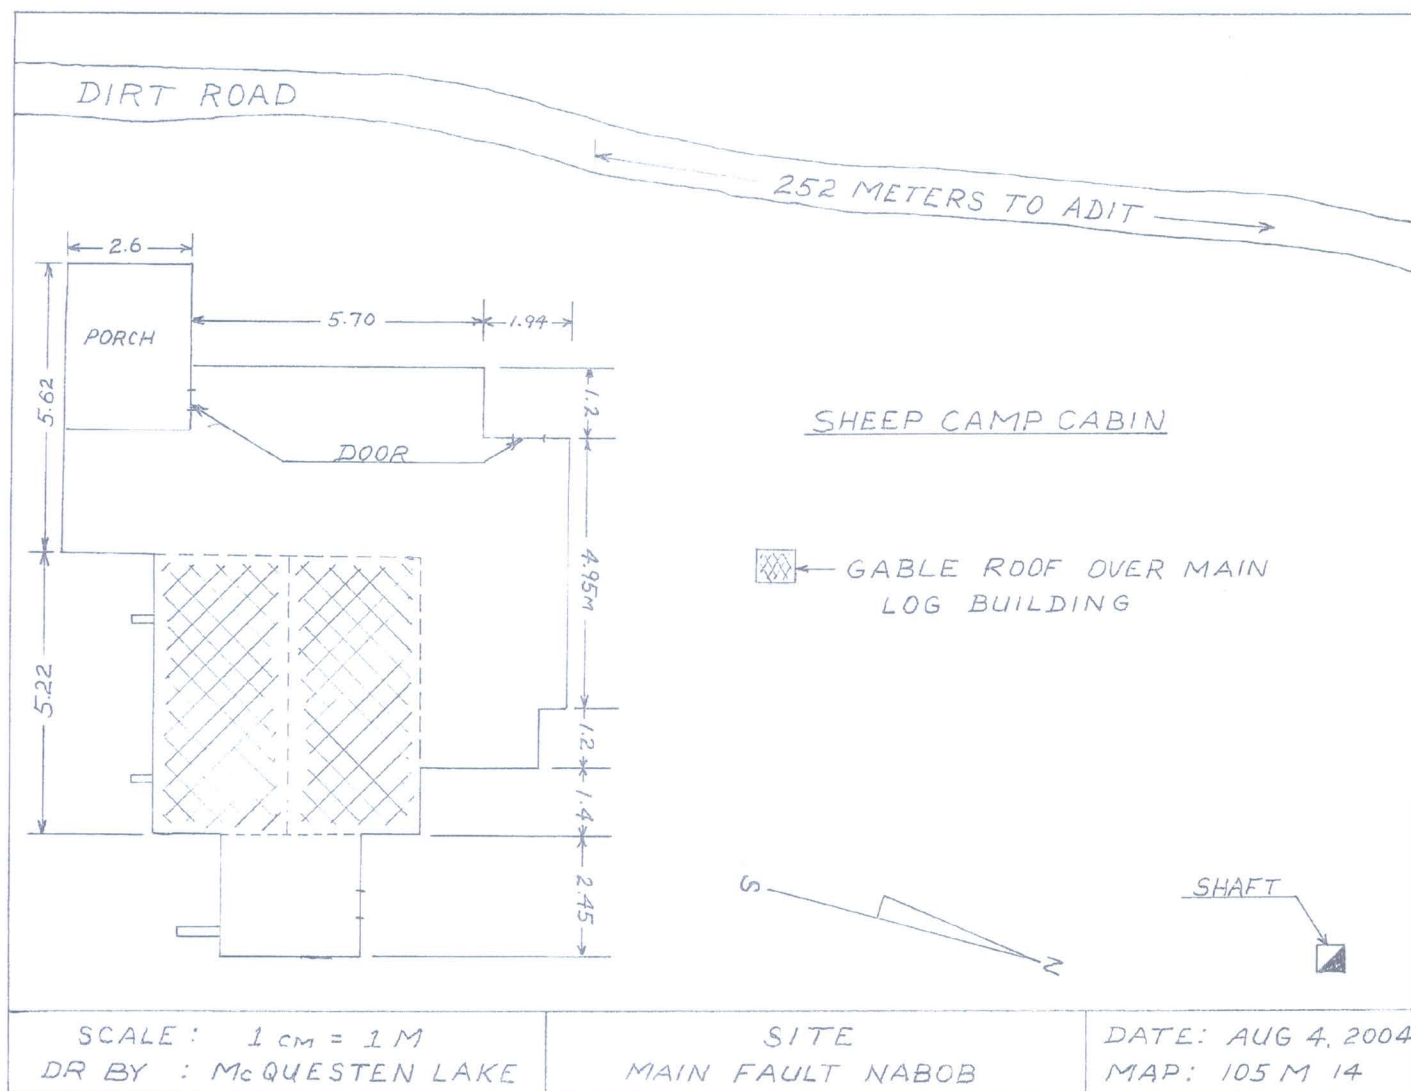 DIRT ROAD
252 METERS TO ADIT
2.6
5.70
1.94
PORCH
5.62
1.2
DOOR
SHEEP CAMP CABIN
4.95M
GABLE ROOF OVER MAIN
LOG BUILDING
5.22
1.2
1.4
2.45
S
N
SHAFT
SCALE: 1 cm = 1 M
DR BY : McQUESTEN LAKE
SITE
MAIN FAULT NABOB
DATE: AUG 4, 2004
MAP: 105 M 14